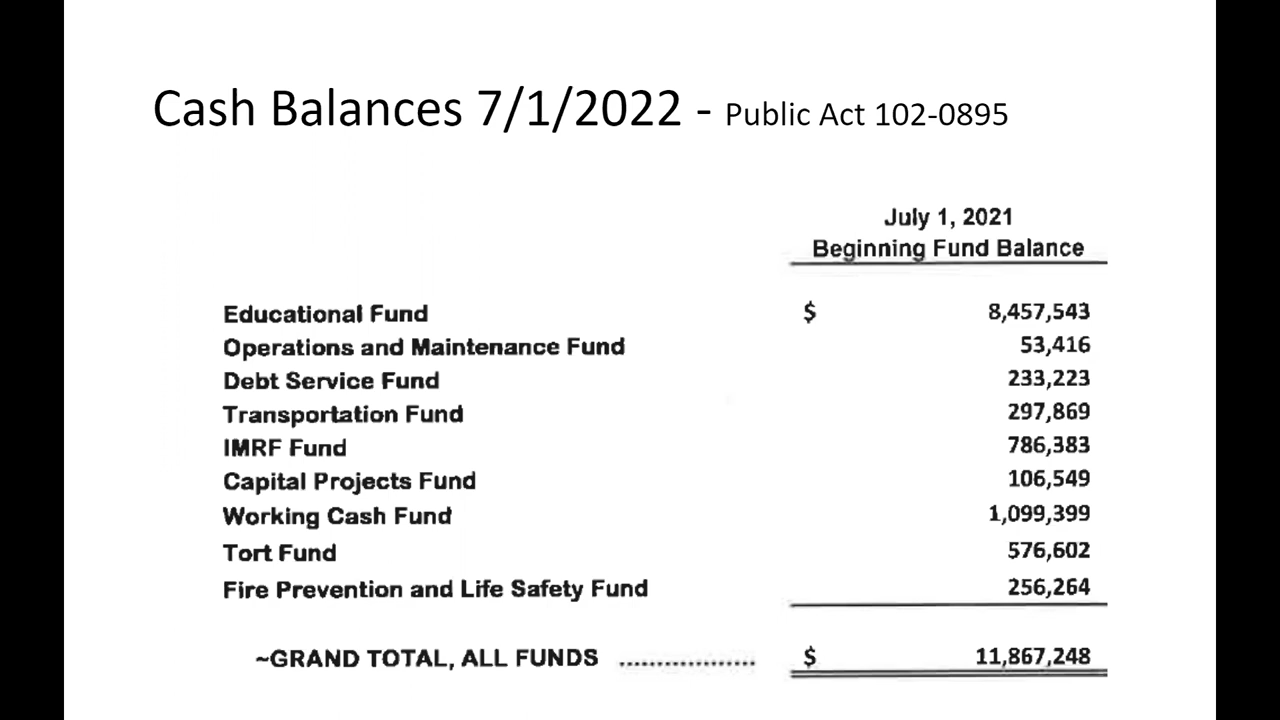 Cash Balances 7/1/2022 - Public Act 102-0895
July 1, 2021
Beginning Fund Balance
Educational Fund $ 8,457,543
Operations and Maintenance Fund 53,416
Debt Service Fund 233,223
Transportation Fund 297,869
IMRF Fund 786,383
Capital Projects Fund 106,549
Working Cash Fund 1,099,399
Tort Fund 576,602
Fire Prevention and Life Safety Fund 256,264
~GRAND TOTAL, ALL FUNDS .................. $ 11,867,248